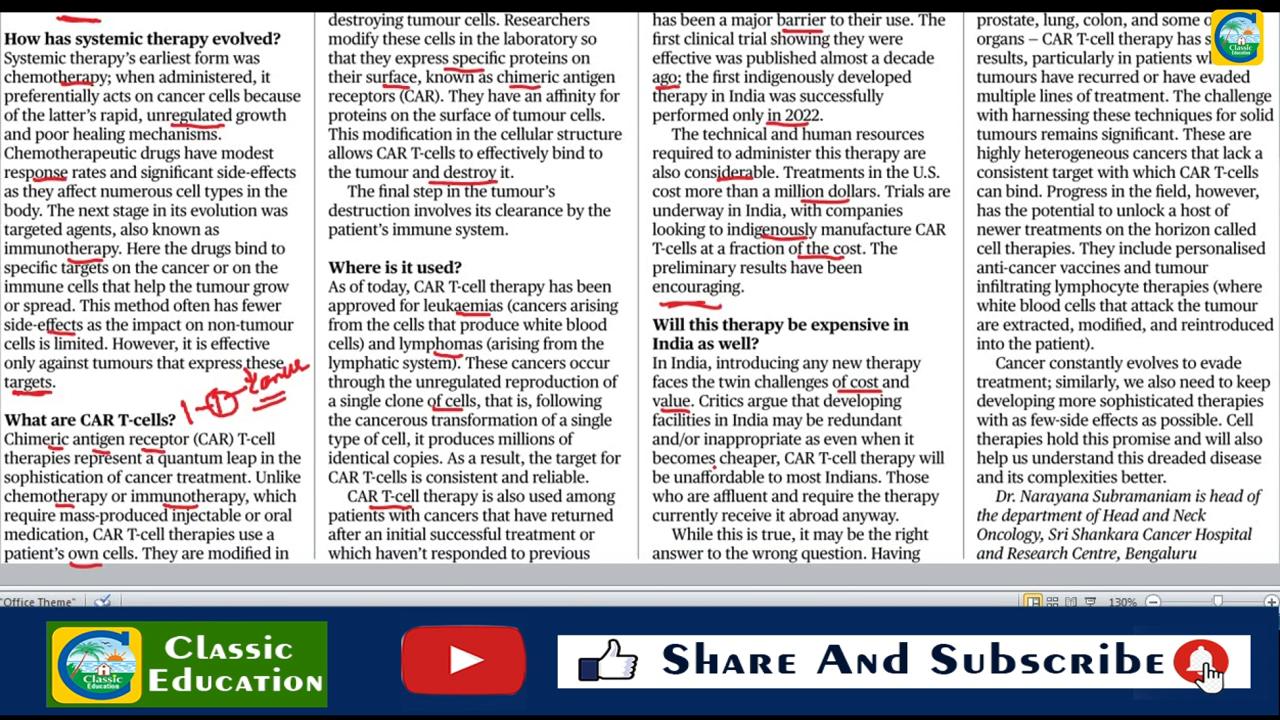 How has systemic therapy evolved?
Systemic therapy's earliest form was
chemotherapy; when administered, it
preferentially acts on cancer cells because
of the latter's rapid, unregulated growth
and poor healing mechanisms.
Chemotherapeutic drugs have modest
response rates and significant side-effects
as they affect numerous cell types in the
body. The next stage in its evolution was
targeted agents, also known as
immunotherapy. Here the drugs bind to
specific targets on the cancer or on the
immune cells that help the tumour grow
or spread. This method often has fewer
side-effects as the impact on non-tumour
cells is limited. However, it is effective
only against tumours that express these
targets.
What are CAR T-cells?
Chimeric antigen receptor (CAR) T-cell
therapies represent a quantum leap in the
sophistication of cancer treatment. Unlike
chemotherapy or immunotherapy, which
require mass-produced injectable or oral
medication, CAR T-cell therapies use a
patient's own cells. They are modified in
destroying tumour cells. Researchers
modify these cells in the laboratory so
that they express specific proteins on
their surface, known as chimeric antigen
receptors (CAR). They have an affinity for
proteins on the surface of tumour cells.
This modification in the cellular structure
allows CAR T-cells to effectively bind to
the tumour and destroy it.
The final step in the tumour's
destruction involves its clearance by the
patient's immune system.
Where is it used?
As of today, CAR T-cell therapy has been
approved for leukaemias (cancers arising
from the cells that produce white blood
cells) and lymphomas (arising from the
lymphatic system). These cancers occur
through the unregulated reproduction of
a single clone of cells, that is, following
the cancerous transformation of a single
type of cell, it produces millions of
identical copies. As a result, the target for
CAR T-cells is consistent and reliable.
CAR T-cell therapy is also used among
patients with cancers that have returned
after an initial successful treatment or
which haven't responded to previous
has been a major barrier to their use. The
first clinical trial showing they were
effective was published almost a decade
ago; the first indigenously developed
therapy in India was successfully
performed only in 2022.
The technical and human resources
required to administer this therapy are
also considerable. Treatments in the U.S.
cost more than a million dollars. Trials are
underway in India, with companies
looking to indigenously manufacture CAR
T-cells at a fraction of the cost. The
preliminary results have been
encouraging.
Will this therapy be expensive in
India as well?
In India, introducing any new therapy
faces the twin challenges of cost and
value. Critics argue that developing
facilities in India may be redundant
and/or inappropriate as even when it
becomes cheaper, CAR T-cell therapy will
be unaffordable to most Indians. Those
who are affluent and require the therapy
currently receive it abroad anyway.
While this is true, it may be the right
answer to the wrong question. Having
prostate, lung, colon, and some o
organs – CAR T-cell therapy has s
results, particularly in patients w
tumours have recurred or have evaded
multiple lines of treatment. The challenge
with harnessing these techniques for solid
tumours remains significant. These are
highly heterogeneous cancers that lack a
consistent target with which CAR T-cells
can bind. Progress in the field, however,
has the potential to unlock a host of
newer treatments on the horizon called
cell therapies. They include personalised
anti-cancer vaccines and tumour
infiltrating lymphocyte therapies (where
white blood cells that attack the tumour
are extracted, modified, and reintroduced
into the patient).
Cancer constantly evolves to evade
treatment; similarly, we also need to keep
developing more sophisticated therapies
with as few-side effects as possible. Cell
therapies hold this promise and will also
help us understand this dreaded disease
and its complexities better.
Dr. Narayana Subramaniam is head of
the department of Head and Neck
Oncology, Sri Shankara Cancer Hospital
and Research Centre, Bengaluru
Classic
Education
"Office Theme"
130%
Classic
Education
Classic
Education
Share And Subscribe